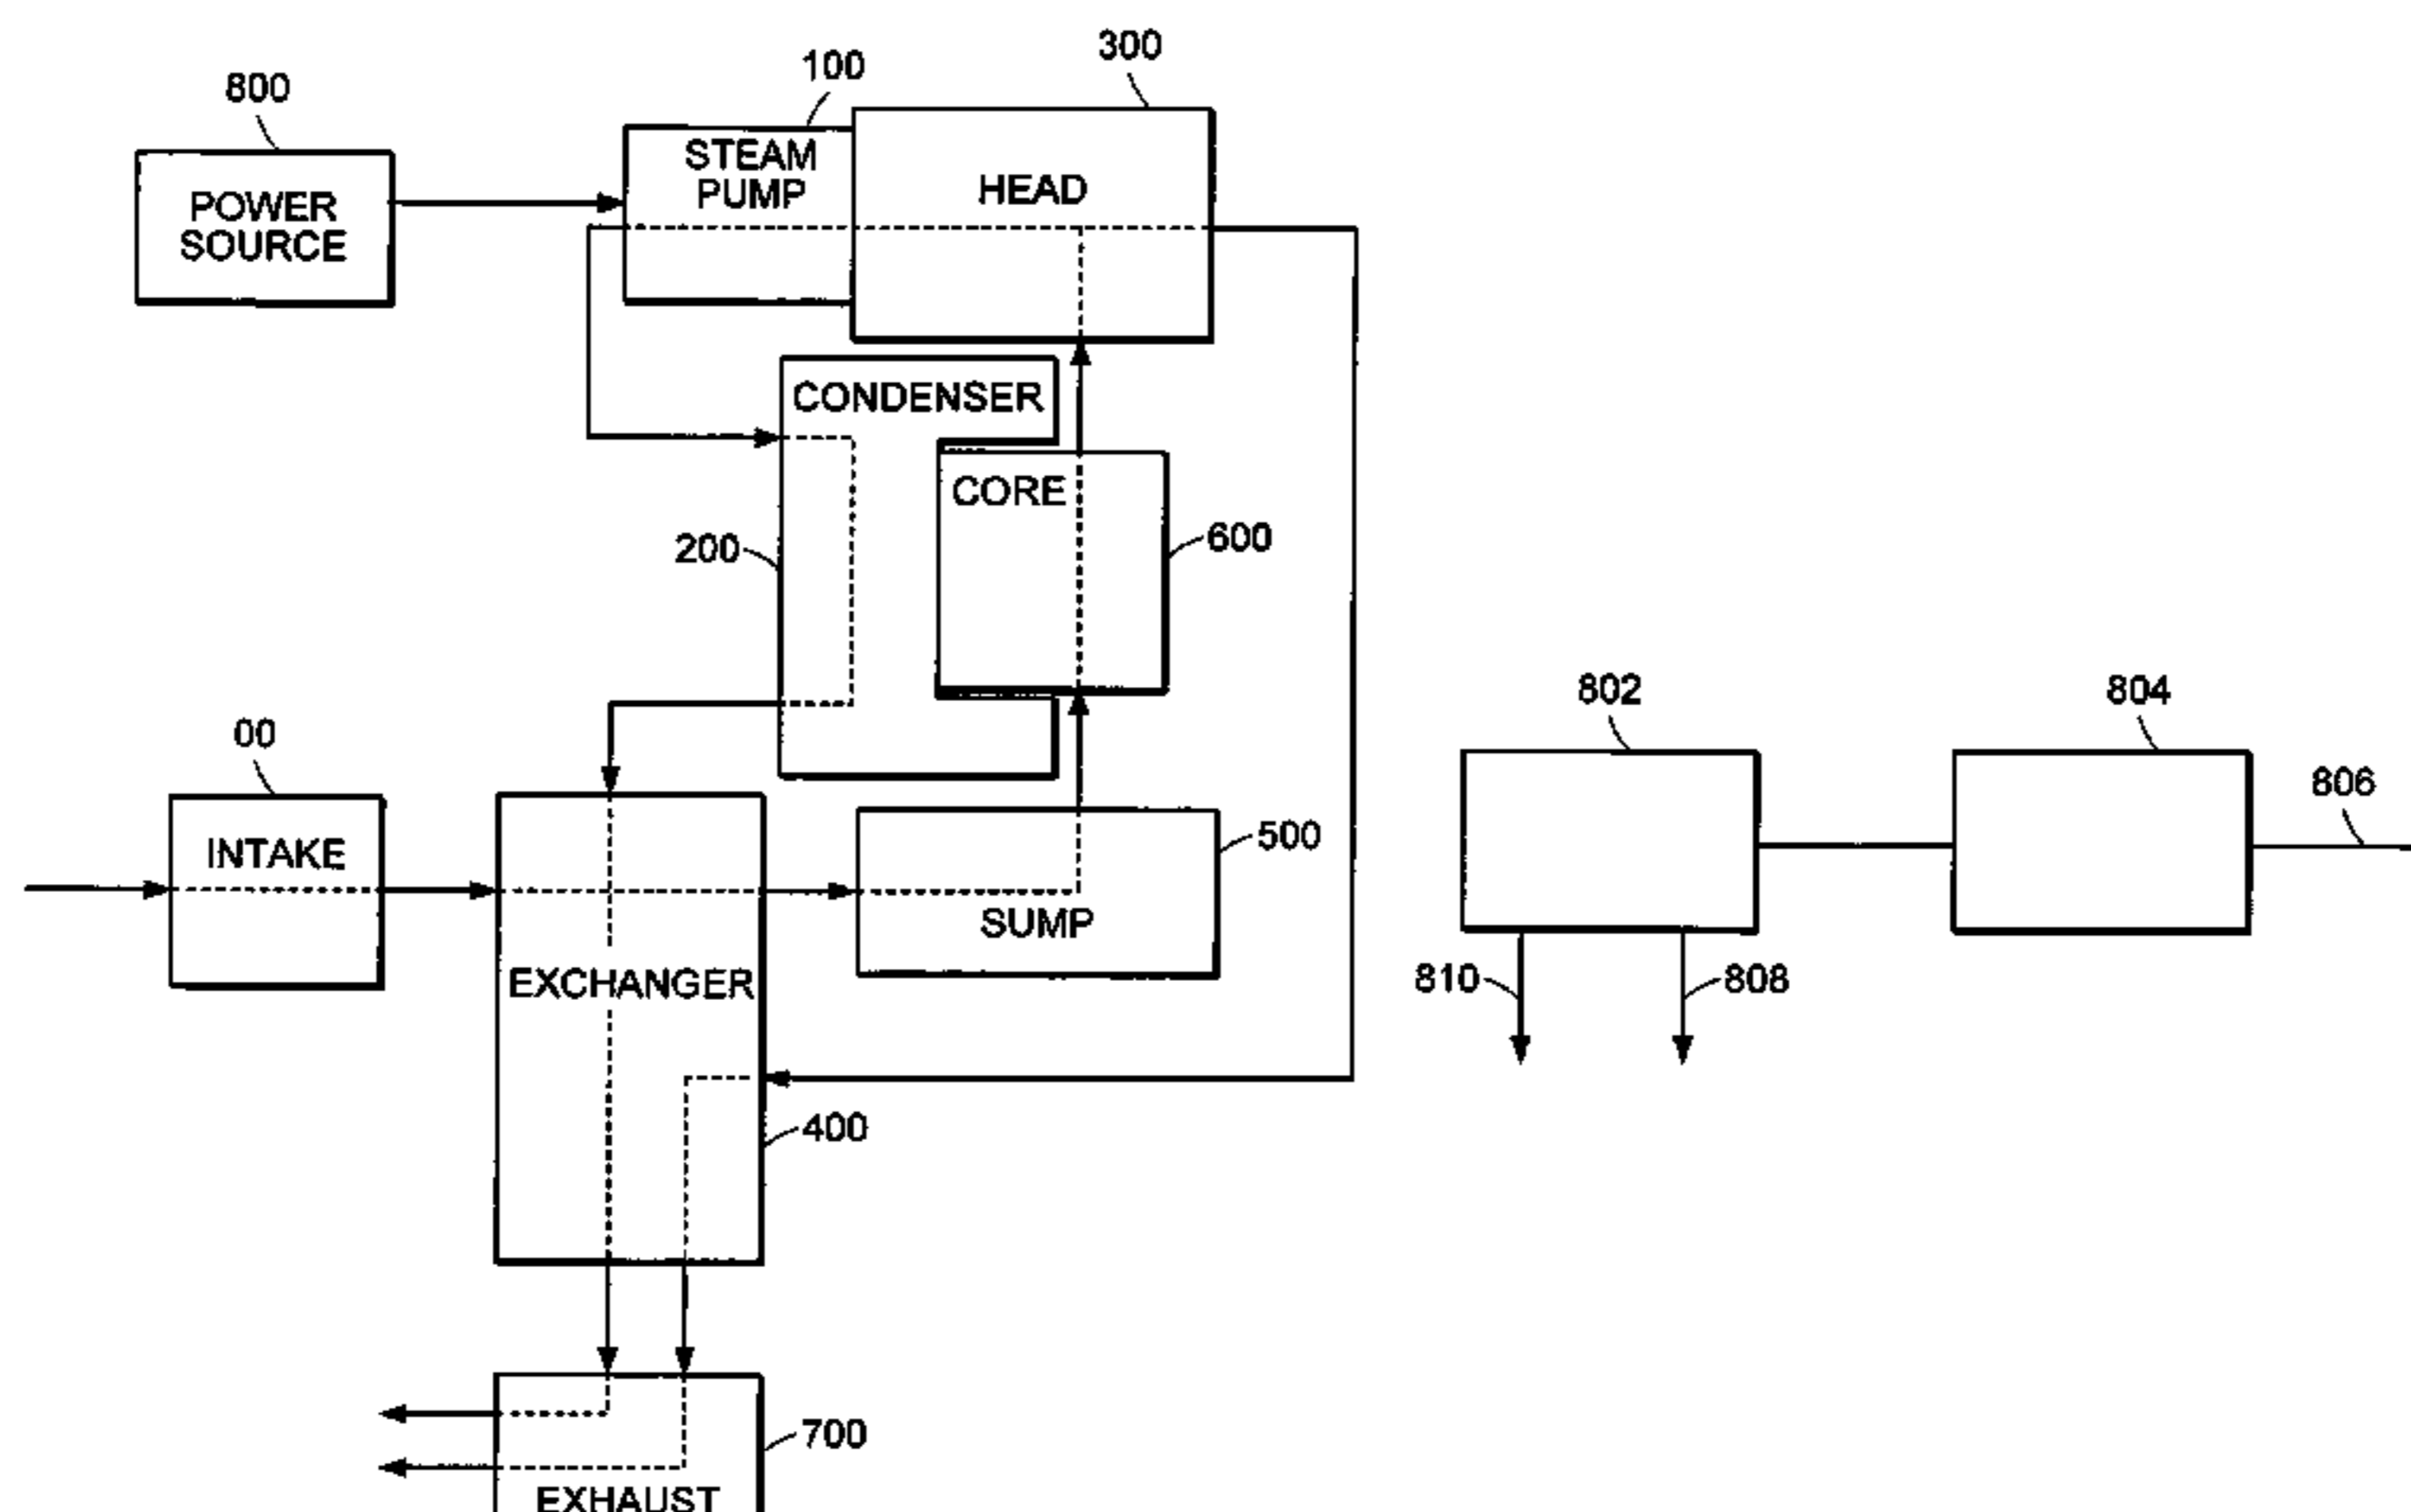 300
100
800
STEAM
PUMP
HEAD
POWER
SOURCE
CONDENSER
CORE
200
600
802
804
00
806
INTAKE
500
SUMP
EXCHANGER
810
808
400
700
EXHAUST